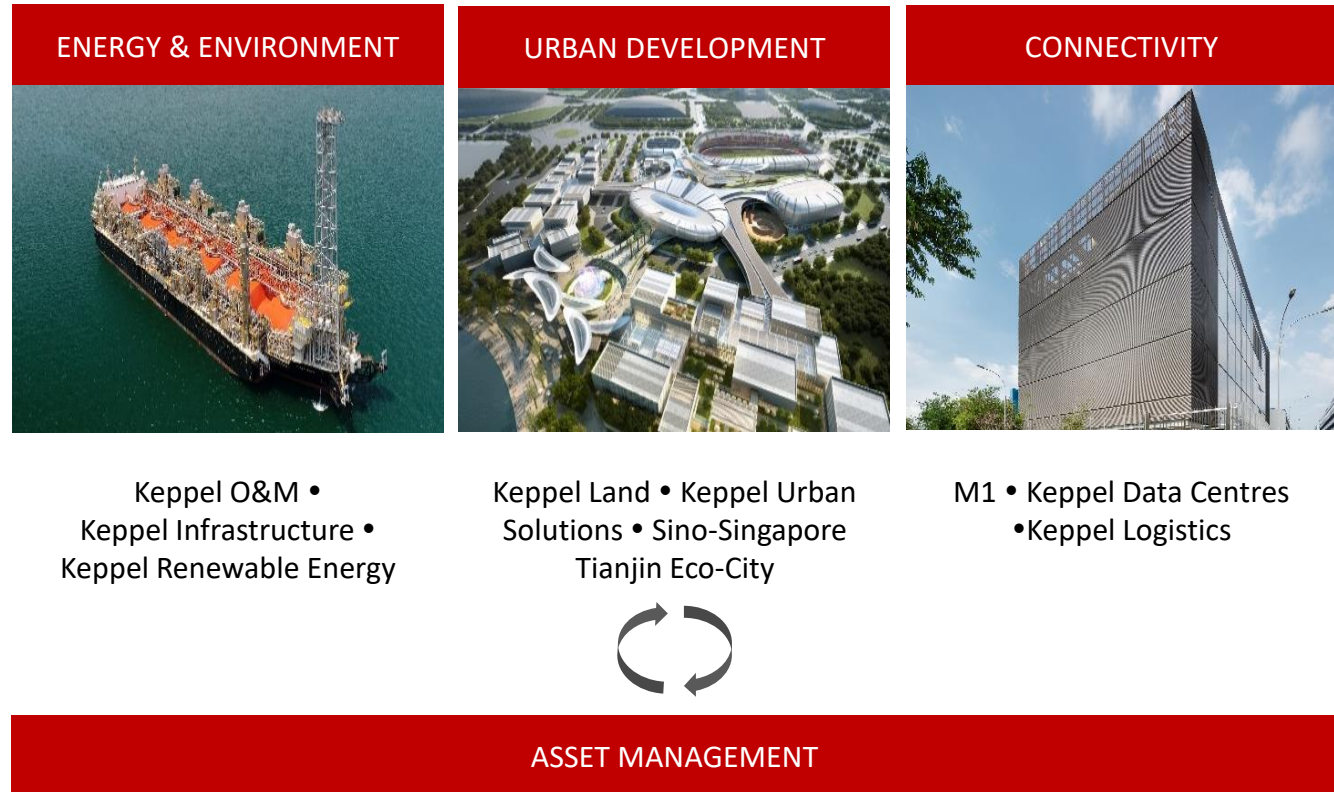 ENERGY & ENVIRONMENT
URBAN DEVELOPMENT
CONNECTIVITY
Keppel O&M •
Keppel Infrastructure •
Keppel Renewable Energy
Keppel Land • Keppel Urban
Solutions • Sino-Singapore
Tianjin Eco-City
M1 • Keppel Data Centres
•Keppel Logistics
ASSET MANAGEMENT